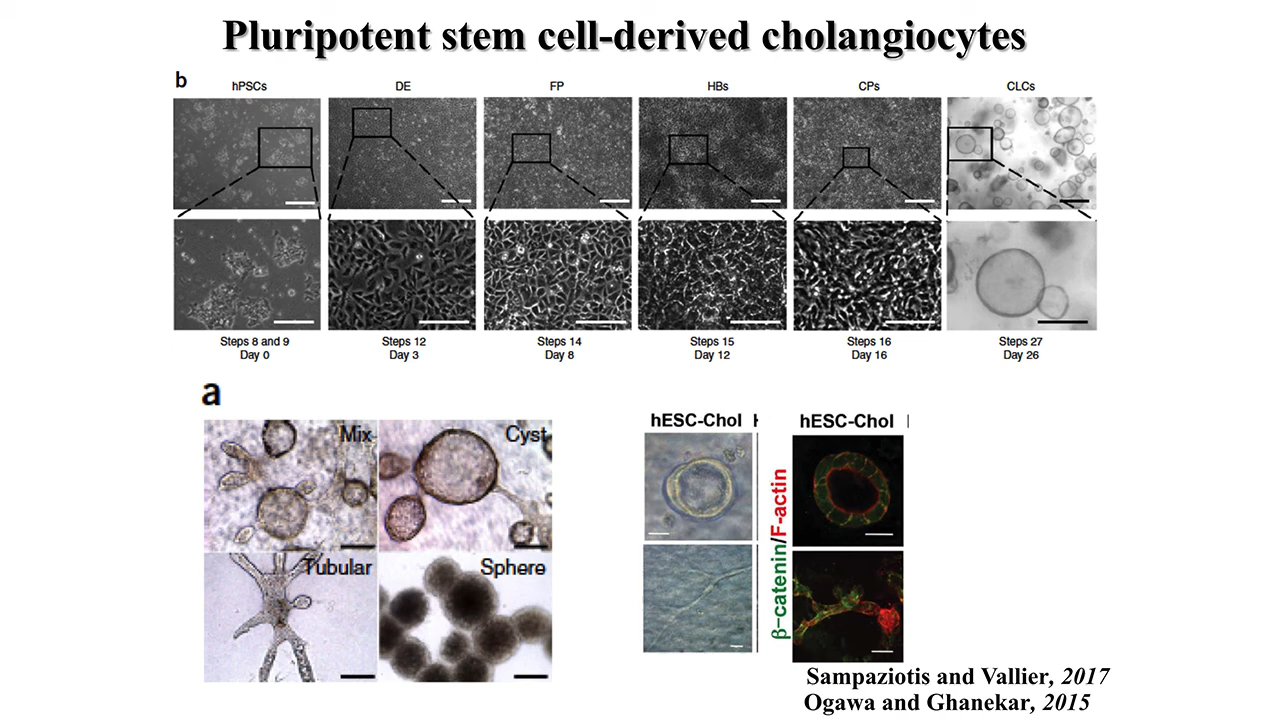 Pluripotent stem cell-derived cholangiocytes
b
hPSCs DE FP HBs CPs CLCs
Steps 8 and 9 Steps 12 Steps 14 Steps 15 Steps 16 Steps 27
Day 0 Day 3 Day 8 Day 12 Day 16 Day 26
a
Mix Cyst
Tubular Sphere
hESC-Chol hESC-Chol
β-catenin/F-actin
Sampaziotis and Vallier, 2017
Ogawa and Ghanekar, 2015